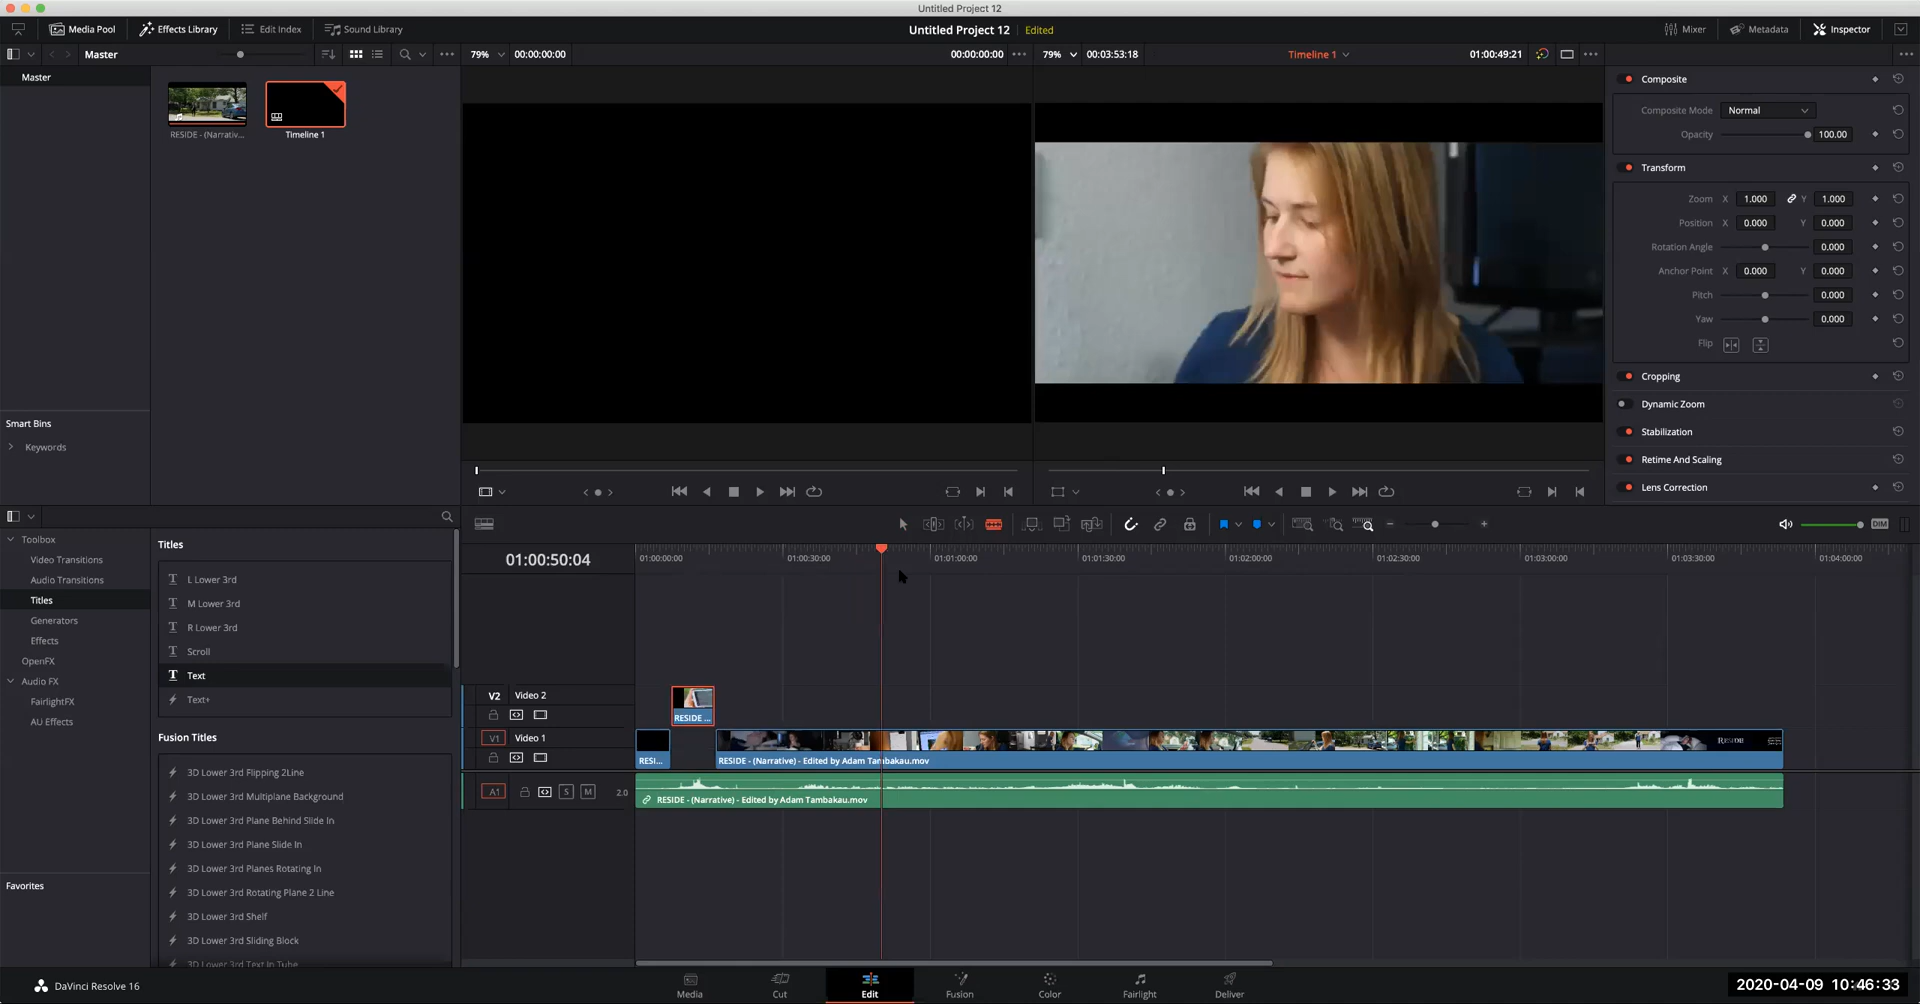 Untitled Project 12
Media Pool
Effects Library
Edit Index
Sound Library
Untitled Project 12
Edited
Mixer
Metadata
Inspector
Master
79%
00:00:00:00
00:00:00:00
79%
00:03:53:18
Timeline 1
01:00:49:21
Master
RESIDE - (Narrativ...
Timeline 1
Composite
Composite Mode
Normal
Opacity
100.00
Transform
Zoom X 1.000 Y 1.000
Position X 0.000 Y 0.000
Rotation Angle 0.000
Anchor Point X 0.000 Y 0.000
Pitch 0.000
Yaw 0.000
Flip
Cropping
Dynamic Zoom
Stabilization
Retime And Scaling
Lens Correction
Smart Bins
Keywords
Toolbox
Video Transitions
Audio Transitions
Titles
Generators
Effects
OpenFX
Audio FX
FairlightFX
AU Effects
Favorites
Titles
L Lower 3rd
M Lower 3rd
R Lower 3rd
Scroll
Text
Text+
Fusion Titles
3D Lower 3rd Flipping 2Line
3D Lower 3rd Multiplane Background
3D Lower 3rd Plane Behind Slide In
3D Lower 3rd Plane Slide In
3D Lower 3rd Planes Rotating In
3D Lower 3rd Rotating Plane 2 Line
3D Lower 3rd Shelf
3D Lower 3rd Sliding Block
3D Lower 3rd Text In Tube
DIM
01:00:50:04
01:00:00:00
01:00:30:00
01:01:00:00
01:01:30:00
01:02:00:00
01:02:30:00
01:03:00:00
01:03:30:00
01:04:00:00
V2
Video 2
RESIDE ...
V1
Video 1
RESI...
RESIDE - (Narrative) - Edited by Adam Tambakau.mov
RESIDE
A1
S
M
2.0
RESIDE - (Narrative) - Edited by Adam Tambakau.mov
DaVinci Resolve 16
Media
Cut
Edit
Fusion
Color
Fairlight
Deliver
2020-04-09 10:46:33